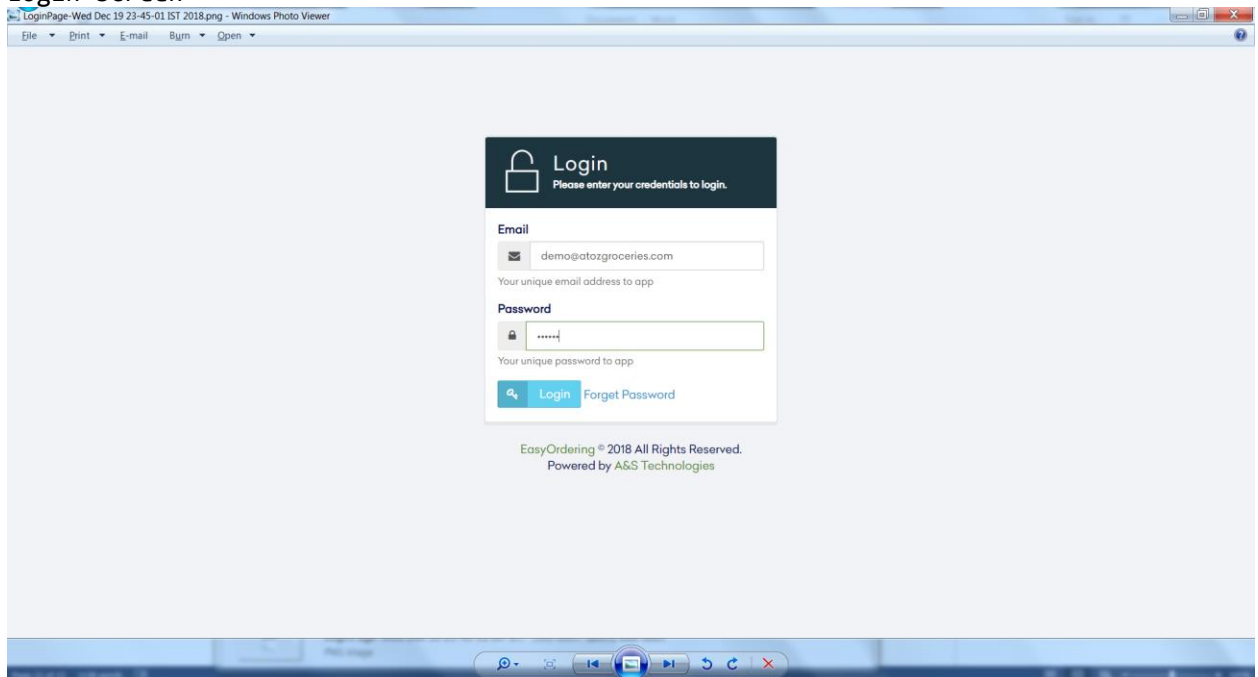 Login Screen
LoginPage-Wed Dec 19 23-45-01 IST 2018.png - Windows Photo Viewer
File Print E-mail Burn Open
Login
Please enter your credentials to login.
Email
demo@atozgroceries.com
Your unique email address to app
Password
Your unique password to app
Login Forget Password
EasyOrdering © 2018 All Rights Reserved.
Powered by A&S Technologies